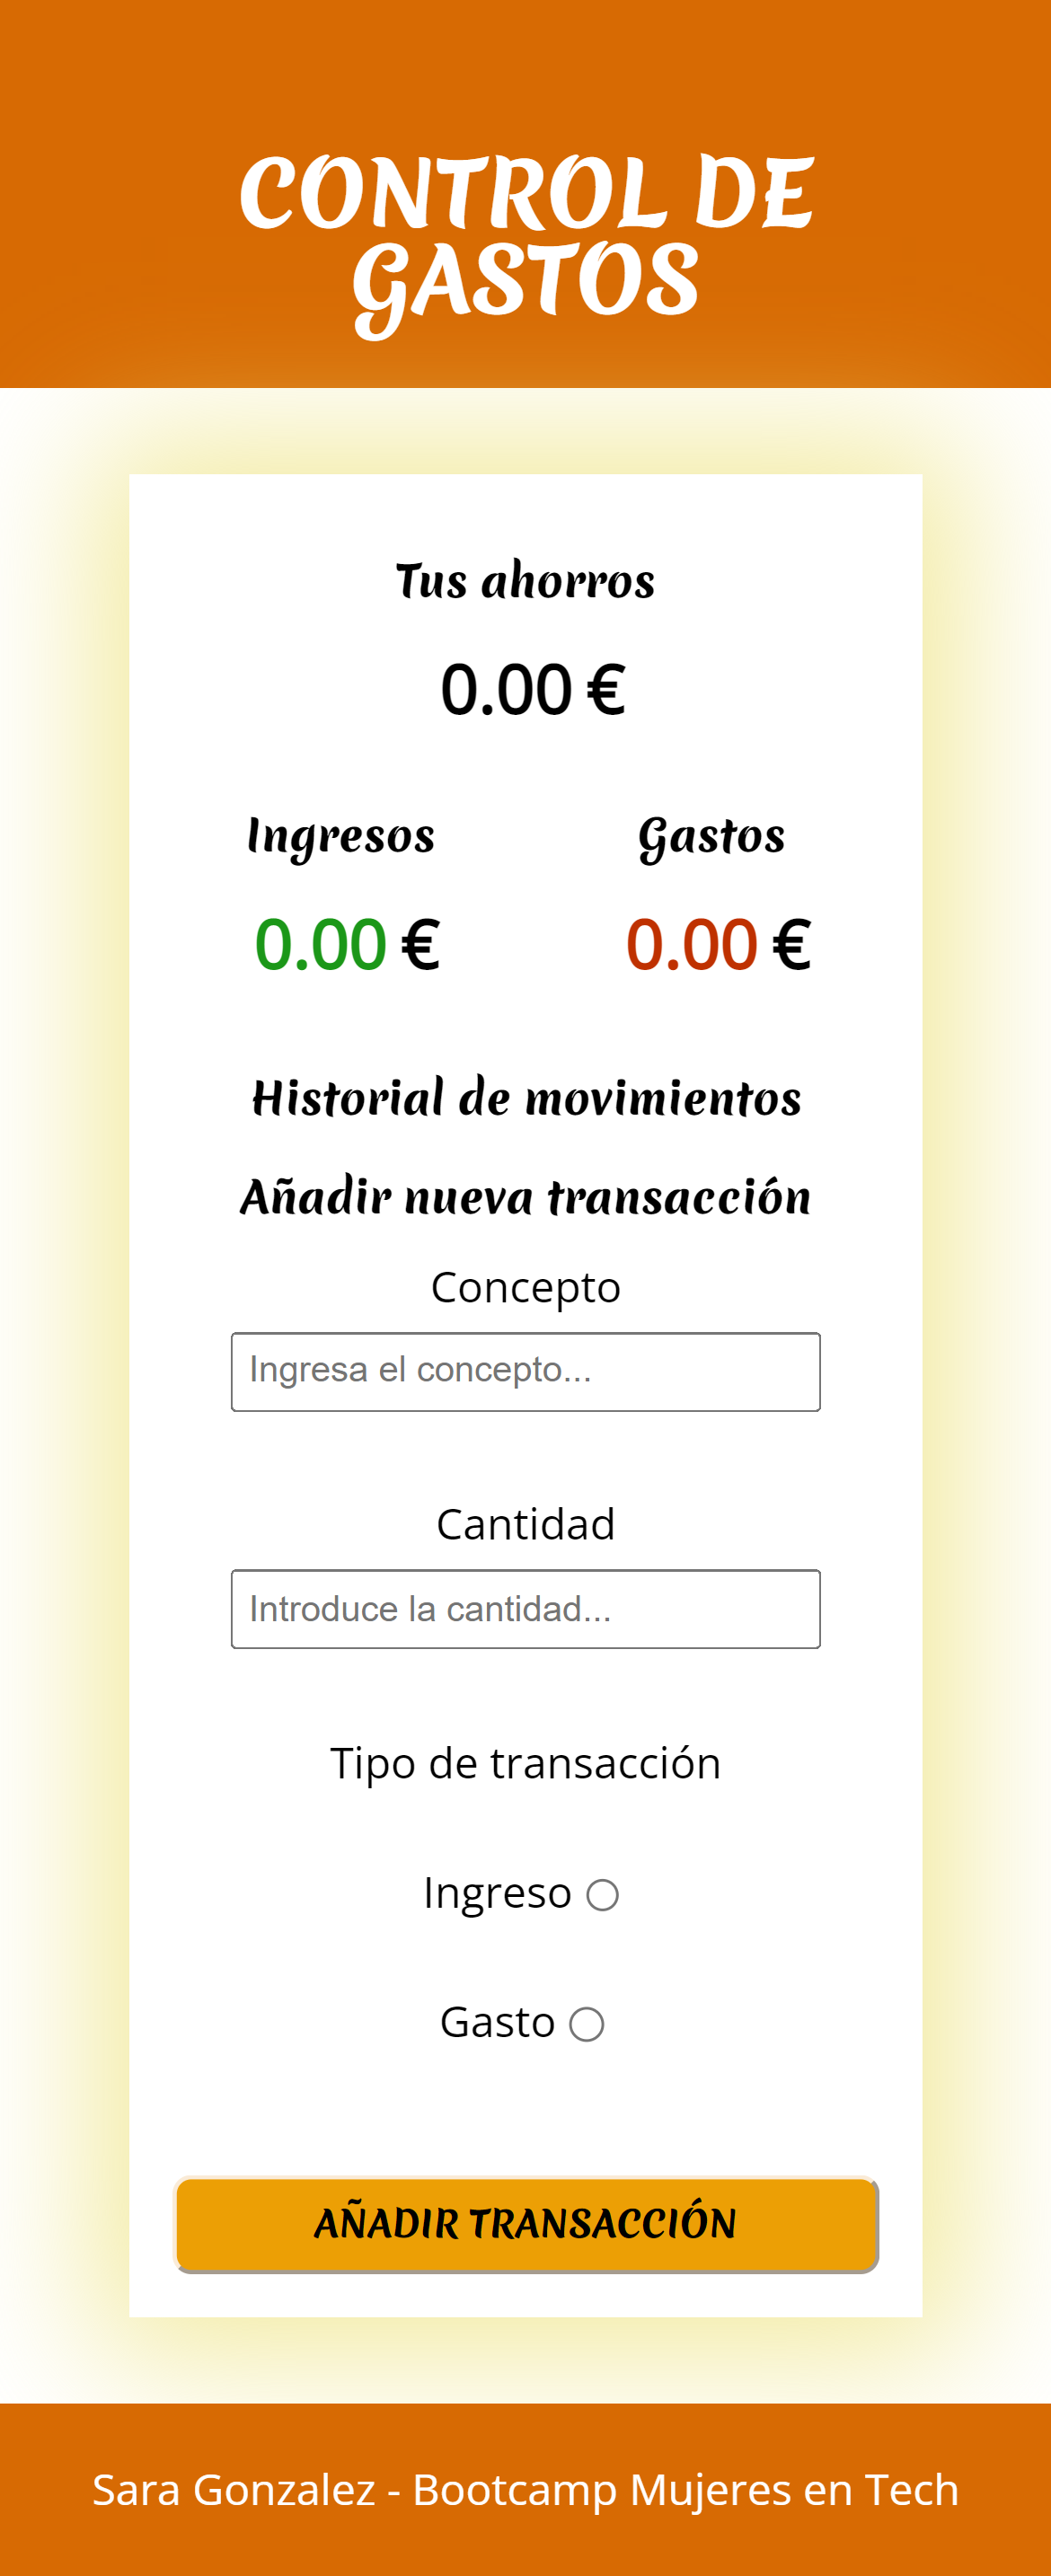 CONTROL DE
GASTOS
Tus ahorros
0.00 €
Ingresos Gastos
0.00 € 0.00 €
Historial de movimientos
Añadir nueva transacción
Concepto
Ingresa el concepto...
Cantidad
Introduce la cantidad...
Tipo de transacción
Ingreso
Gasto
AÑADIR TRANSACCIÓN
Sara Gonzalez - Bootcamp Mujeres en Tech